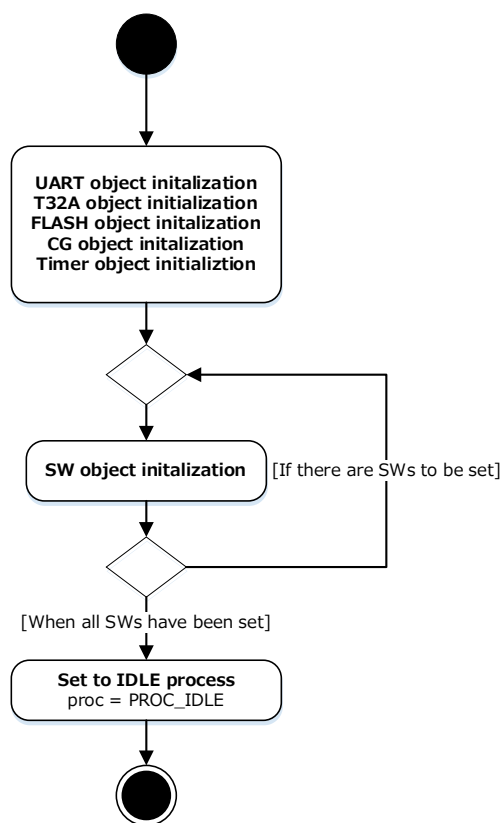 UART object initalization
T32A object initialization
FLASH object initalization
CG object initalization
Timer object initializtion
SW object initalization
[If there are SWs to be set]
[When all SWs have been set]
Set to IDLE process
proc = PROC_IDLE